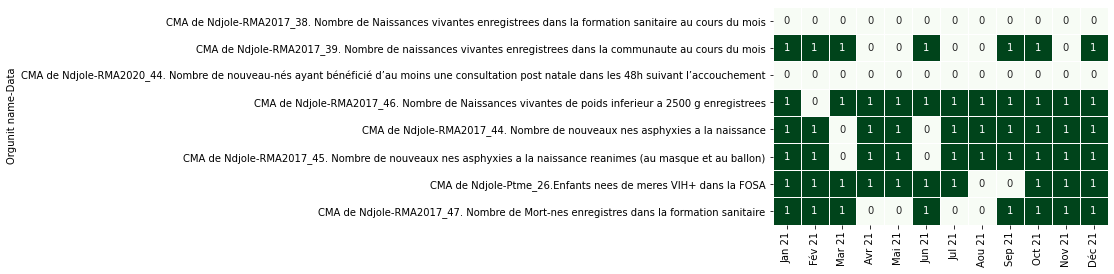 CMA de Ndjole-RMA2017_38. Nombre de Naissances vivantes enregistrees dans la formation sanitaire au cours du mois 0 0 0 0 0 0 0 0 0 0 0 0
CMA de Ndjole-RMA2017_39. Nombre de naissances vivantes enregistrees dans la communaute au cours du mois 1 1 1 0 0 1 0 0 1 1 0 1
CMA de Ndjole-RMA2020_44. Nombre de nouveau-nés ayant bénéficié d’au moins une consultation post natale dans les 48h suivant l’accouchement 0 0 0 0 0 0 0 0 0 0 0 0
CMA de Ndjole-RMA2017_46. Nombre de Naissances vivantes de poids inferieur a 2500 g enregistrees 1 0 1 1 1 1 1 1 1 1 1 1
CMA de Ndjole-RMA2017_44. Nombre de nouveaux nes asphyxies a la naissance 1 1 0 1 1 0 1 1 1 1 1 1
CMA de Ndjole-RMA2017_45. Nombre de nouveaux nes asphyxies a la naissance reanimes (au masque et au ballon) 1 1 0 1 1 0 1 1 1 1 1 1
CMA de Ndjole-Ptme_26.Enfants nees de meres VIH+ dans la FOSA 1 1 1 1 1 1 1 0 0 1 1 1
CMA de Ndjole-RMA2017_47. Nombre de Mort-nes enregistres dans la formation sanitaire 1 1 1 0 0 1 0 0 1 1 1 1
Orgunit name-Data
Jan 21
Fév 21
Mar 21
Avr 21
Mai 21
Jun 21
Jul 21
Aou 21
Sep 21
Oct 21
Nov 21
Déc 21